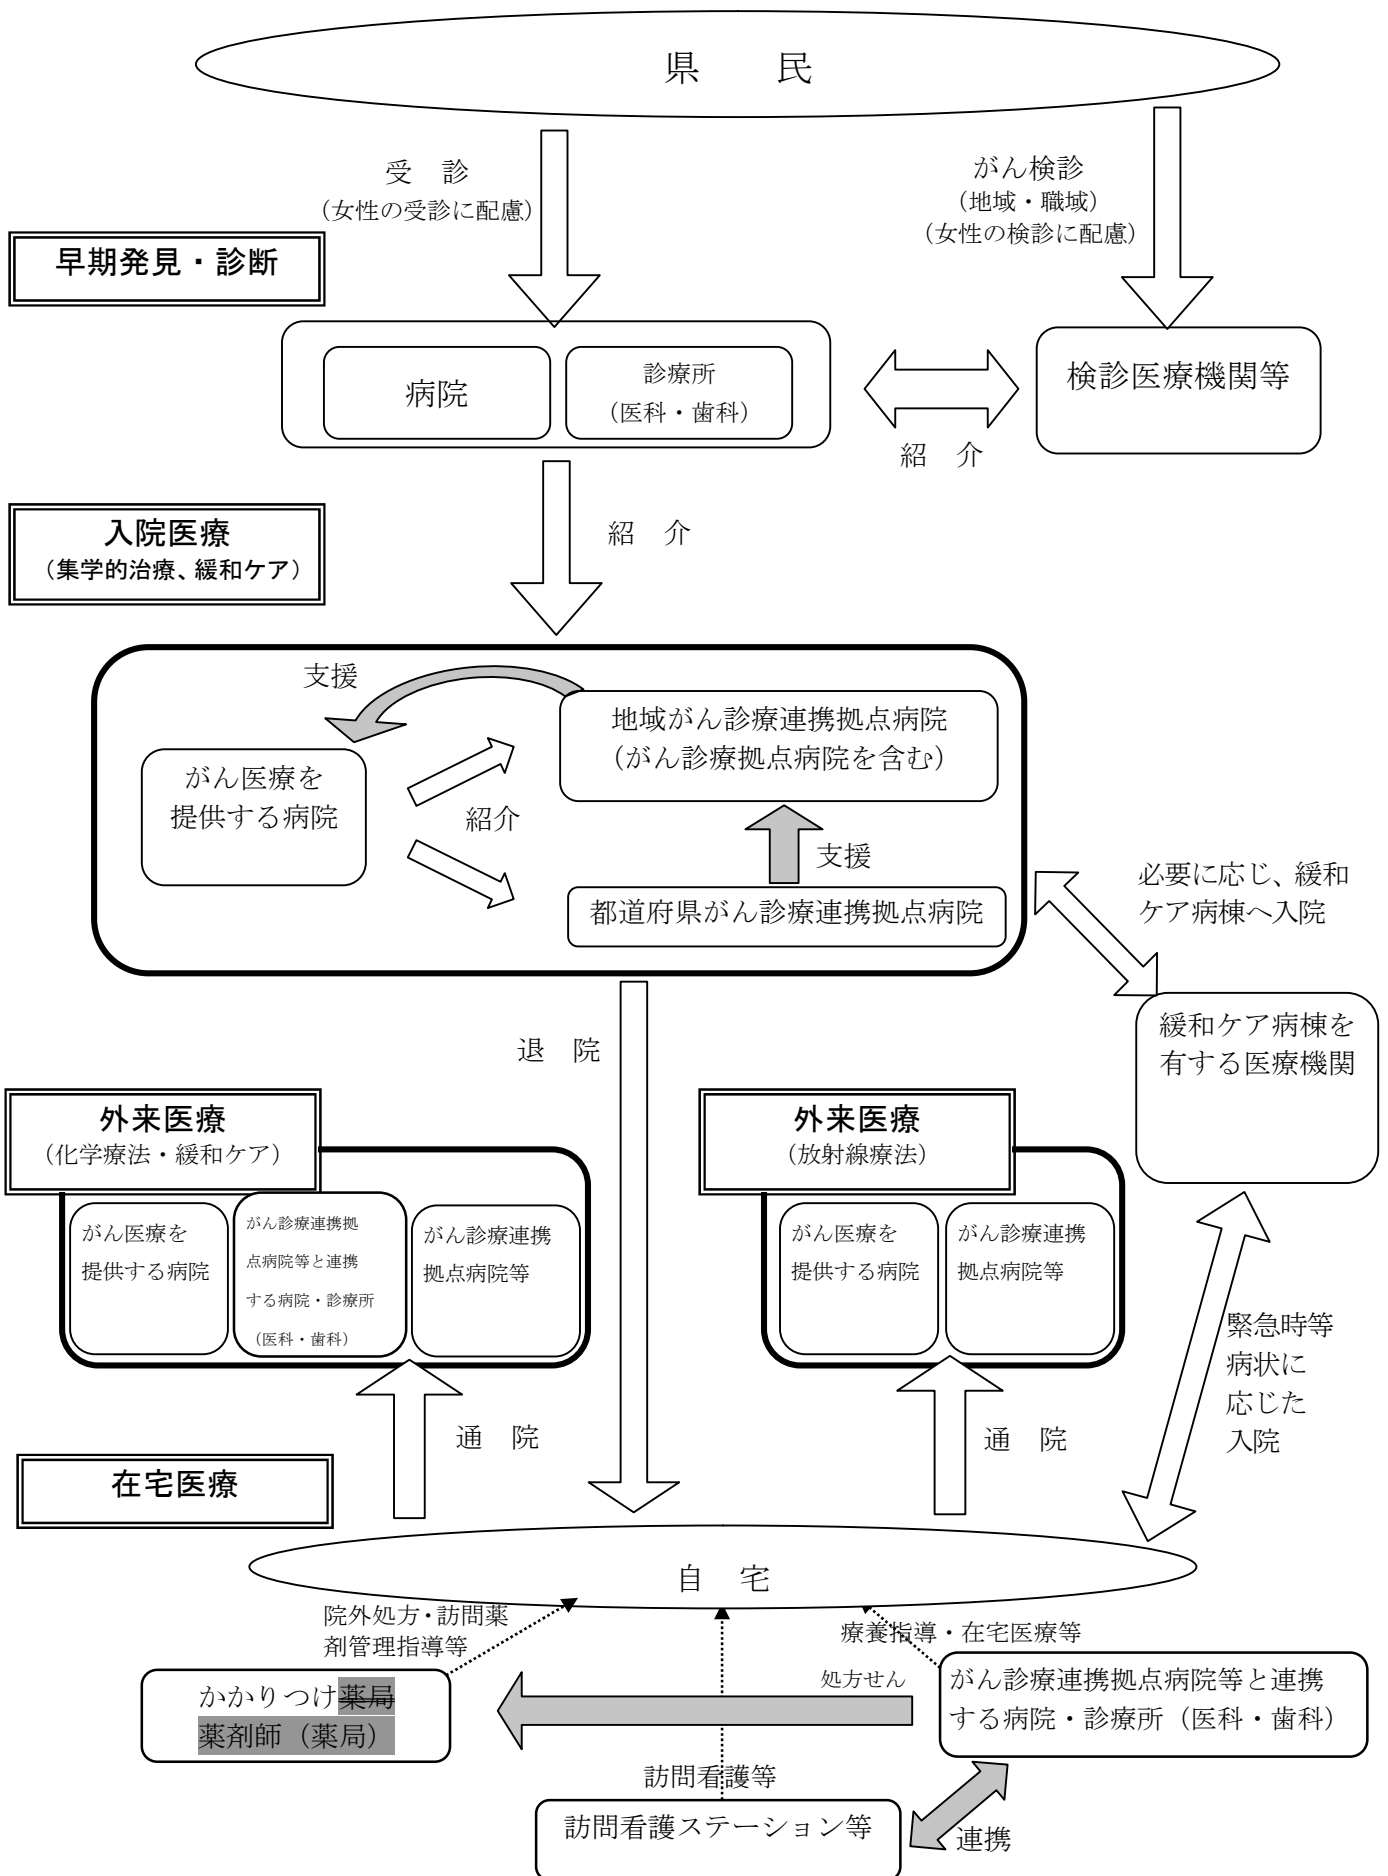 県　　民
受　診
（女性の受診に配慮）
がん検診
（地域・職域）
（女性の検診に配慮）
早期発見・診断
病院
診療所
（医科・歯科）
検診医療機関等
紹　介
入院医療
（集学的治療、緩和ケア）
紹　介
支援
地域がん診療連携拠点病院
（がん診療拠点病院を含む）
がん医療を
提供する病院
紹介
支援
都道府県がん診療連携拠点病院
必要に応じ、緩和
ケア病棟へ入院
緩和ケア病棟を
有する医療機関
退　院
外来医療
（化学療法・緩和ケア）
がん医療を
提供する病院
がん診療連携拠
点病院等と連携
する病院・診療所
（医科・歯科）
がん診療連携
拠点病院等
外来医療
（放射線療法）
がん医療を
提供する病院
がん診療連携
拠点病院等
緊急時等
病状に
応じた
入院
通　院
通　院
在宅医療
自　宅
院外処方・訪問薬
剤管理指導等
療養指導・在宅医療等
かかりつけ薬局
薬剤師（薬局）
処方せん
がん診療連携拠点病院等と連携
する病院・診療所（医科・歯科）
訪問看護等
訪問看護ステーション等
連携